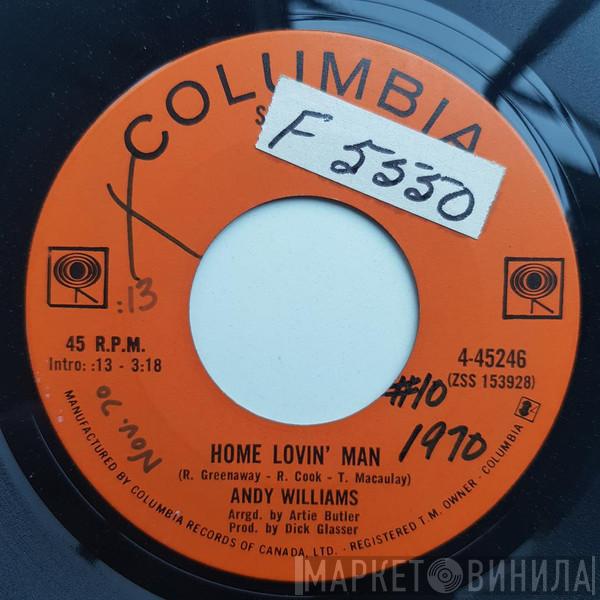 COLUMBIA
F 5550
:13
45 R.P.M.
Intro: :13 - 3:18
4-45246
(ZSS 153928)
#10
1970
Nov. 70
HOME LOVIN' MAN
(R. Greenaway - R. Cook - T. Macaulay)
ANDY WILLIAMS
Arrgd. by Artie Butler
Prod. by Dick Glasser
MANUFACTURED BY COLUMBIA RECORDS OF CANADA, LTD. - REGISTERED T.M. OWNER - COLUMBIA
МАРКЕТ ВИНИЛА